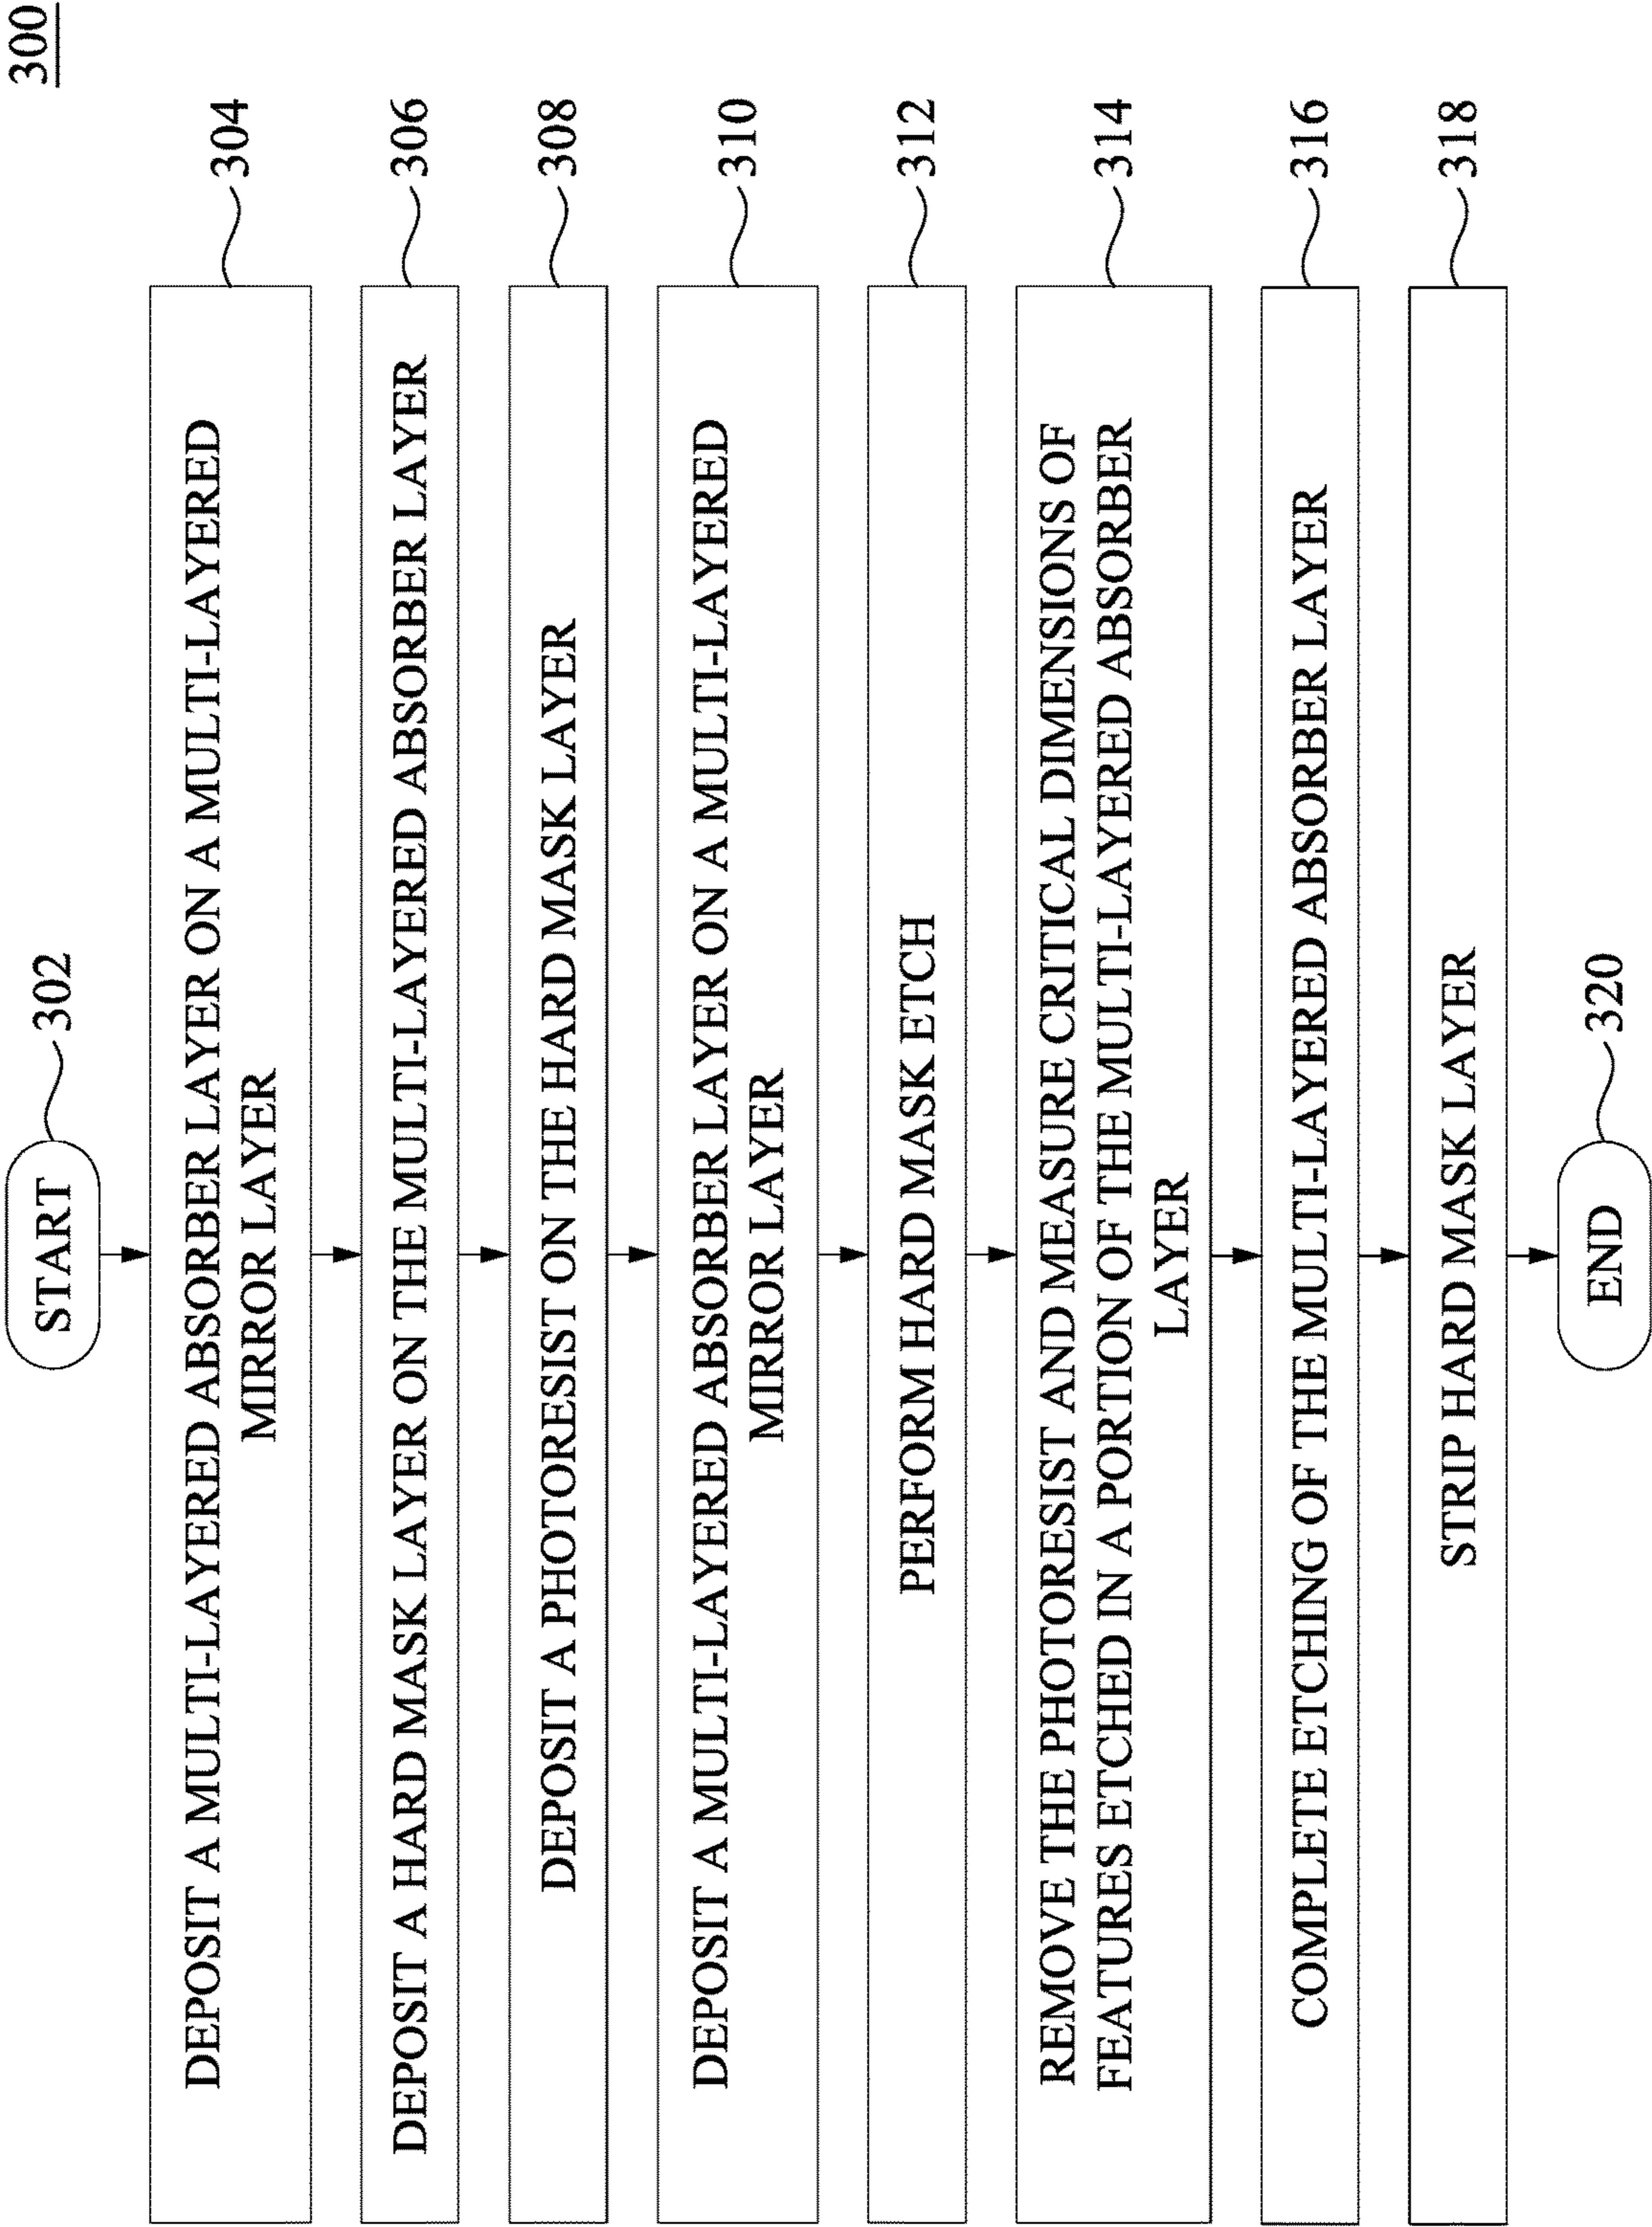 300
START
302
DEPOSIT A MULTI-LAYERED ABSORBER LAYER ON A MULTI-LAYERED
MIRROR LAYER
304
DEPOSIT A HARD MASK LAYER ON THE MULTI-LAYERED ABSORBER LAYER
306
DEPOSIT A PHOTORESIST ON THE HARD MASK LAYER
308
DEPOSIT A MULTI-LAYERED ABSORBER LAYER ON A MULTI-LAYERED
MIRROR LAYER
310
PERFORM HARD MASK ETCH
312
REMOVE THE PHOTORESIST AND MEASURE CRITICAL DIMENSIONS OF
FEATURES ETCHED IN A PORTION OF THE MULTI-LAYERED ABSORBER
LAYER
314
COMPLETE ETCHING OF THE MULTI-LAYERED ABSORBER LAYER
316
STRIP HARD MASK LAYER
318
END
320